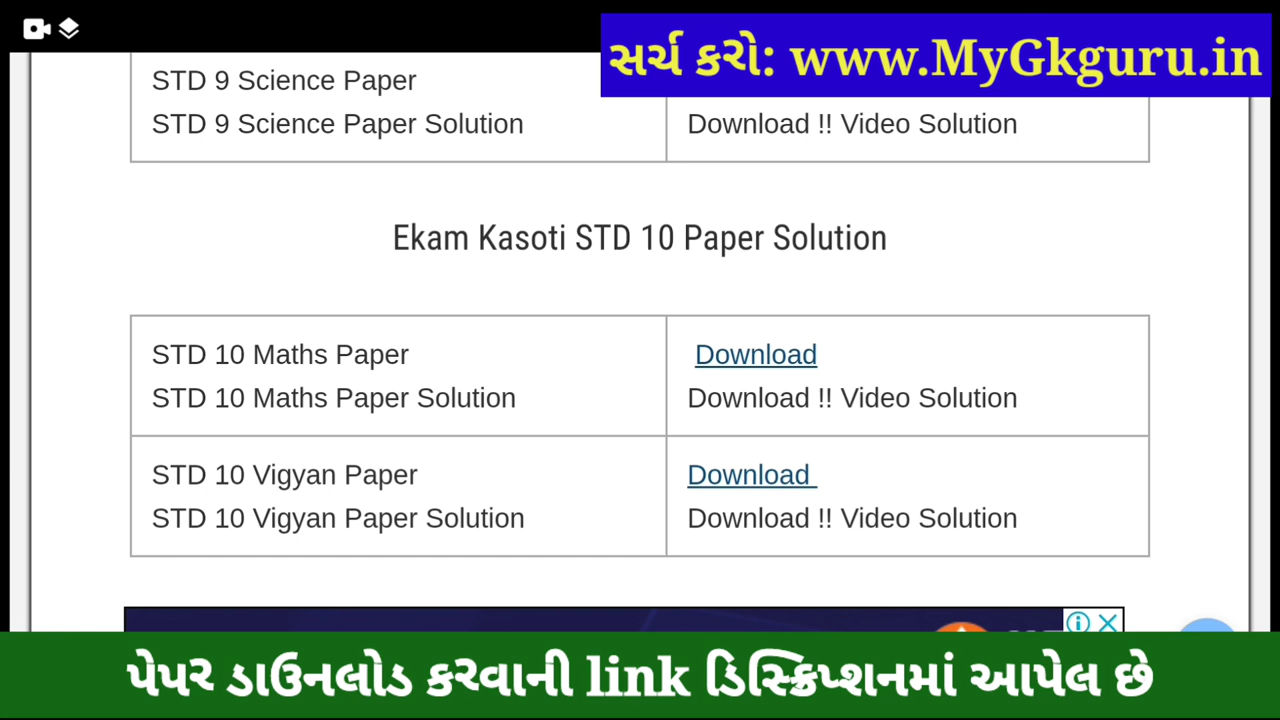 સર્ચ કરો: www.MyGkguru.in
STD 9 Science Paper
STD 9 Science Paper Solution
Download !! Video Solution
Ekam Kasoti STD 10 Paper Solution
STD 10 Maths Paper
Download
STD 10 Maths Paper Solution
Download !! Video Solution
STD 10 Vigyan Paper
Download
STD 10 Vigyan Paper Solution
Download !! Video Solution
પેપર ડાઉનલોડ કરવાની link ડિસ્ક્રિપ્શનમાં આપેલ છે